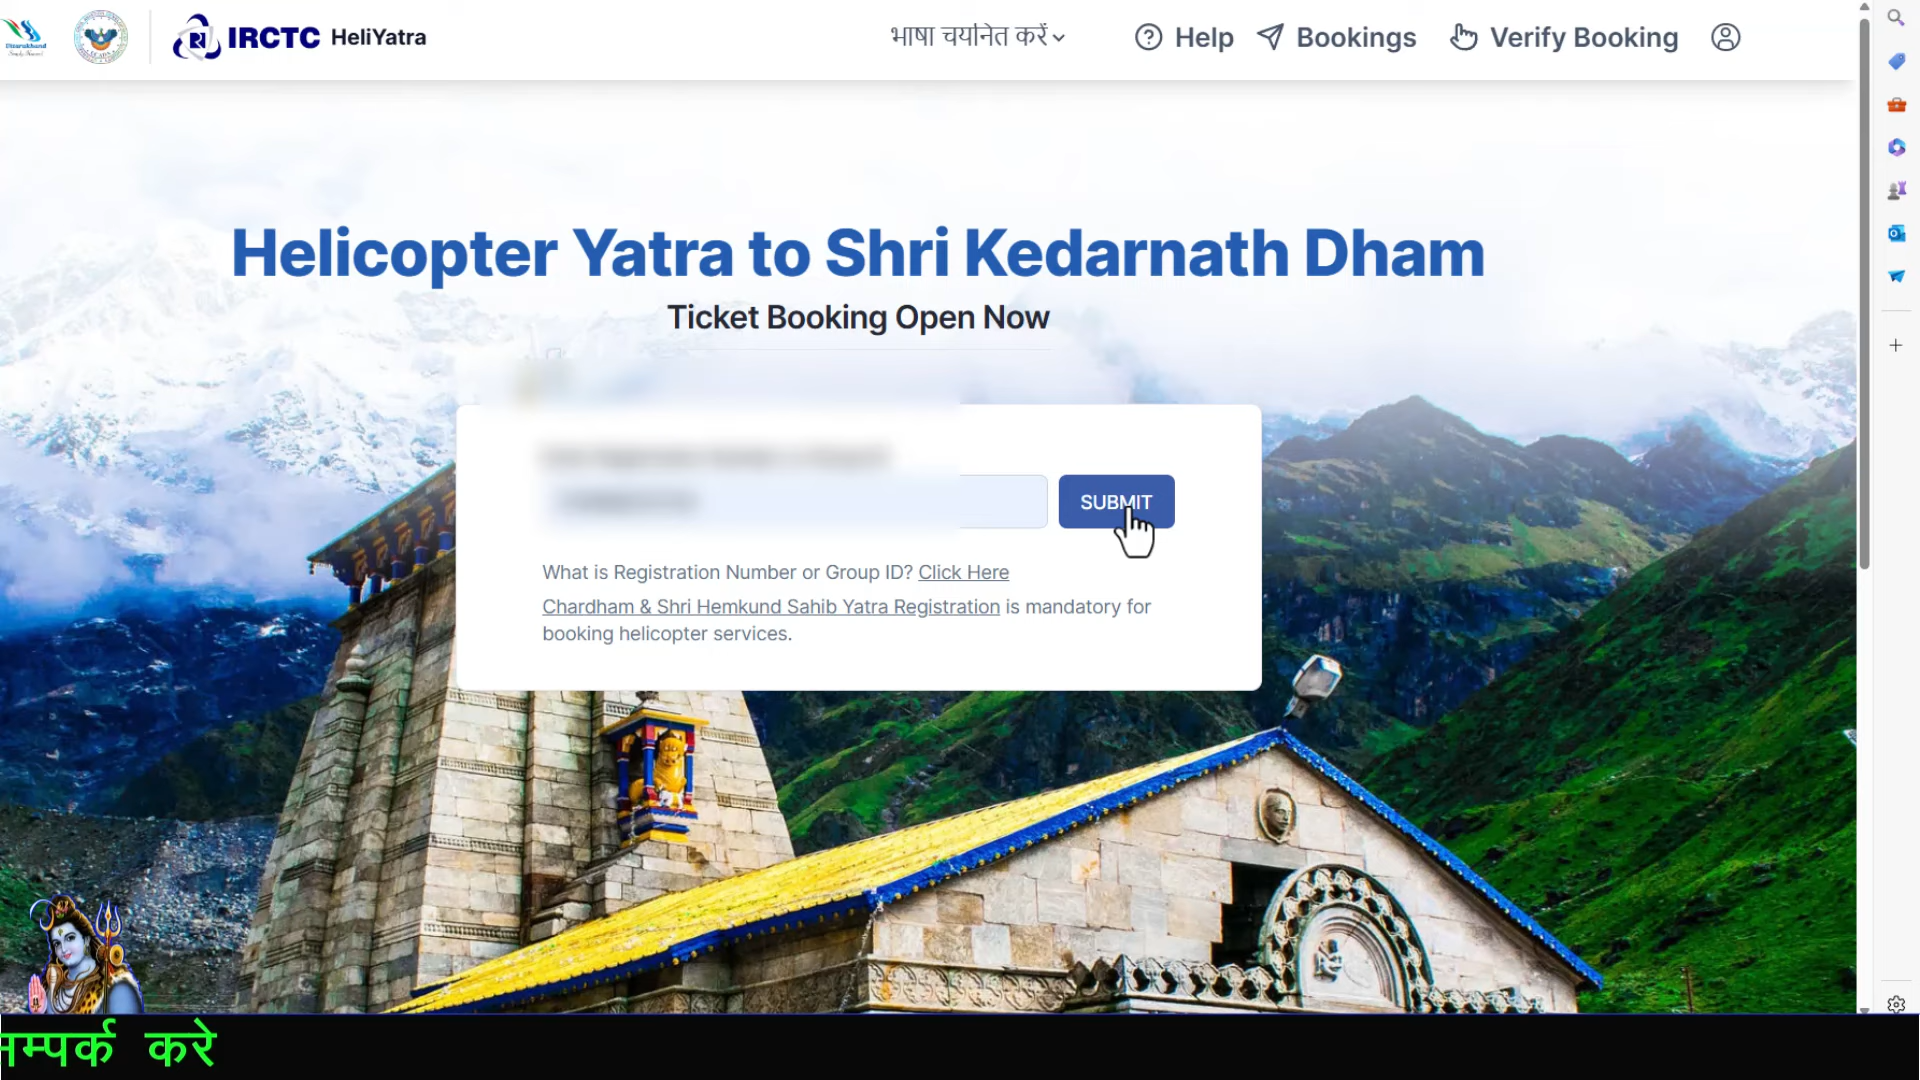 IRCTC HeliYatra
भाषा चयनित करें
Help
Bookings
Verify Booking
Helicopter Yatra to Shri Kedarnath Dham
Ticket Booking Open Now
SUBMIT
What is Registration Number or Group ID? Click Here
Chardham & Shri Hemkund Sahib Yatra Registration is mandatory for
booking helicopter services.
करे